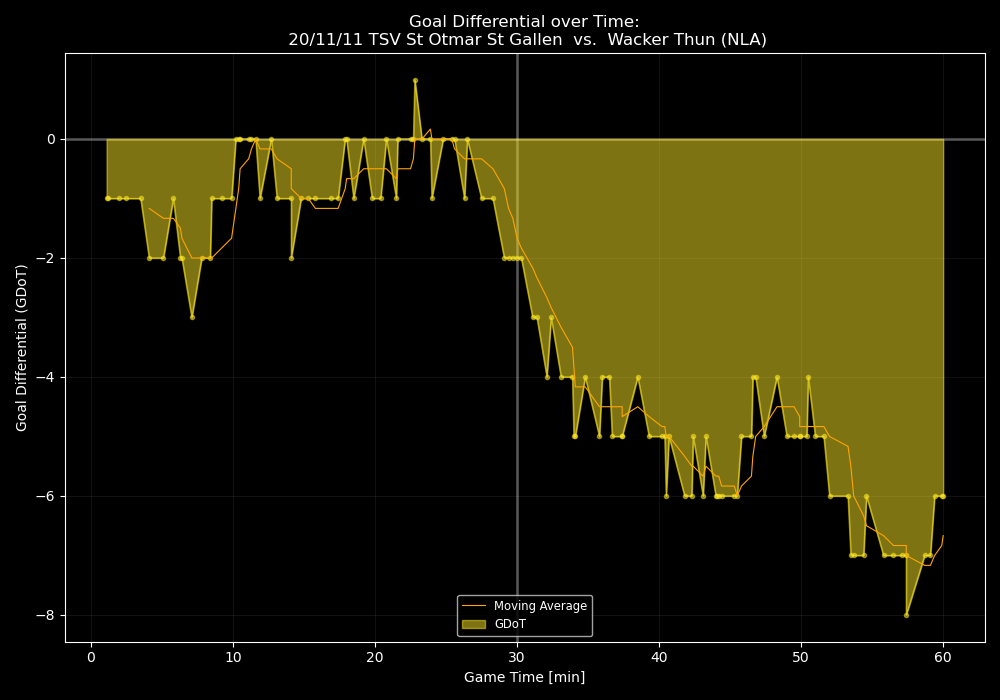 Goal Differential over Time:
20/11/11 TSV St Otmar St Gallen  vs.  Wacker Thun (NLA)
Goal Differential (GDoT)
0
−2
−4
−6
−8
Moving Average
GDoT
0 10 20 30 40 50 60
Game Time [min]